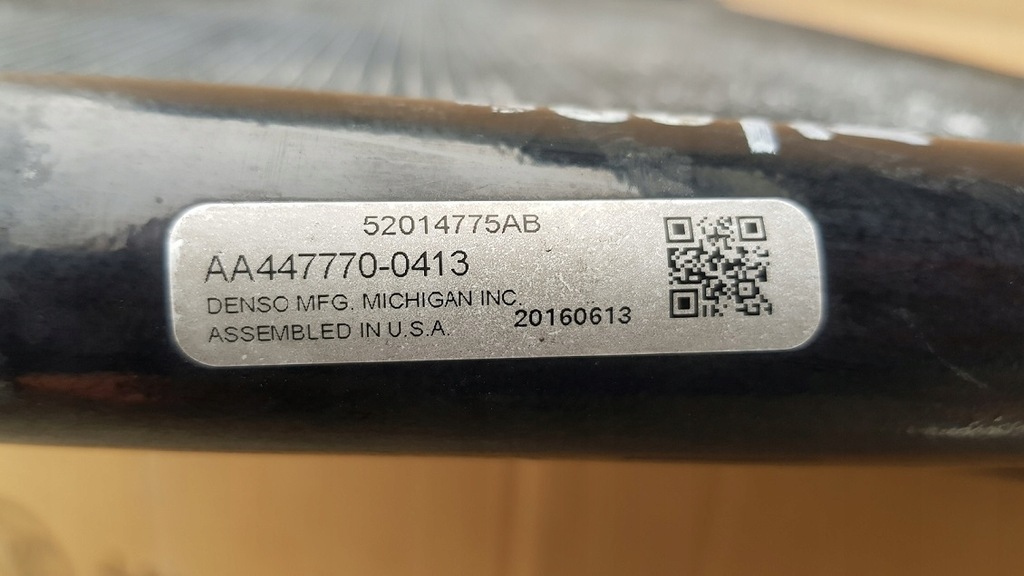 52014775AB
AA447770-0413
DENSO MFG. MICHIGAN INC.
ASSEMBLED IN U.S.A.
20160613